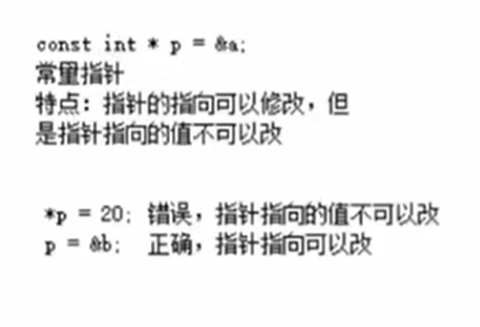 const int * p = &a;
常量指针
特点：指针的指向可以修改，但
是指针指向的值不可以改
*p = 20; 错误，指针指向的值不可以改
p = &b; 正确，指针指向可以改